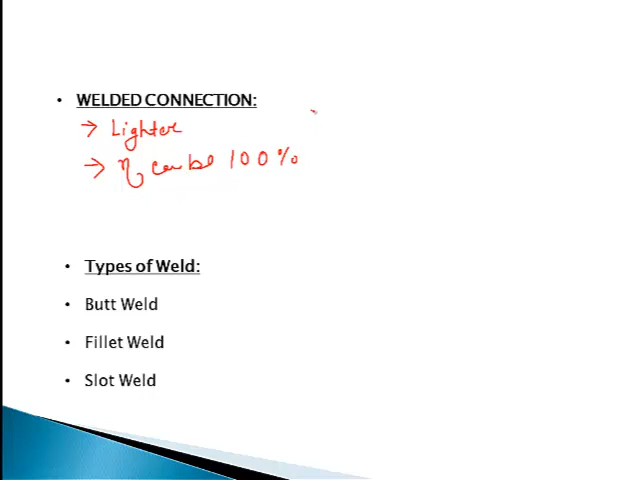 • WELDED CONNECTION:
→ Lighter
→ η can be 100%
• Types of Weld:
• Butt Weld
• Fillet Weld
• Slot Weld